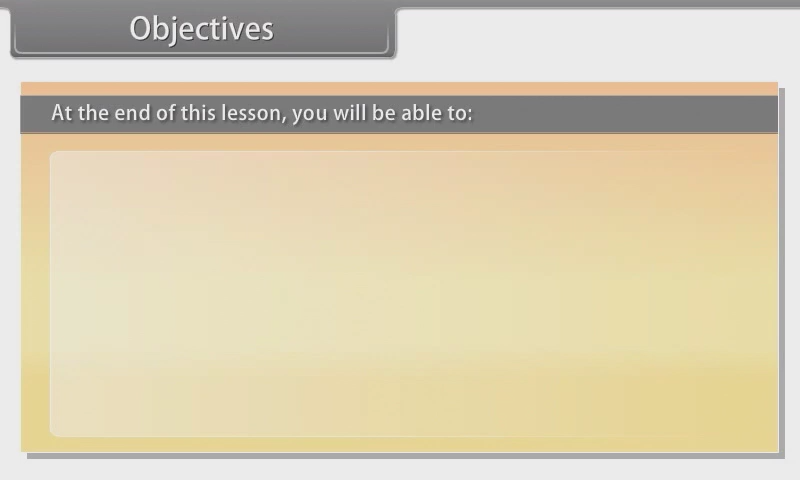 Objectives
At the end of this lesson, you will be able to: